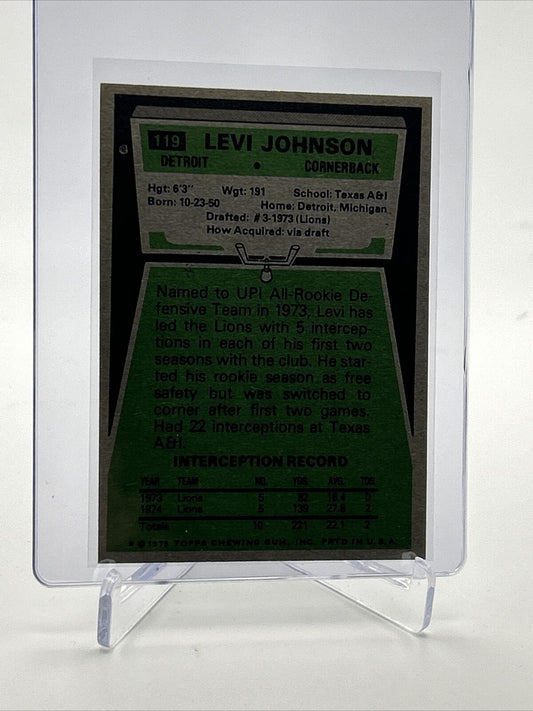 119 LEVI JOHNSON
DETROIT • CORNERBACK
Hgt: 6'3" Wgt: 191 School: Texas A&I
Born: 10-23-50 Home: Detroit, Michigan
Drafted: #3-1973 (Lions)
How Acquired: via draft
Named to UPI All-Rookie De-
fensive Team in 1973, Levi has
led the Lions with 5 intercep-
tions in each of his first two
seasons with the club. He star-
ted his rookie season as free
safety but was switched to
corner after first two games.
Had 22 interceptions at Texas
A&I.
INTERCEPTION RECORD
YEAR TEAM NO. YDS. AVG. TDS.
1973 Lions 5 82 16.4 0
1974 Lions 5 139 27.8 2
Totals 10 221 22.1 2
* © 1975 TOPPS CHEWING GUM, INC. PRTD IN U.S.A.